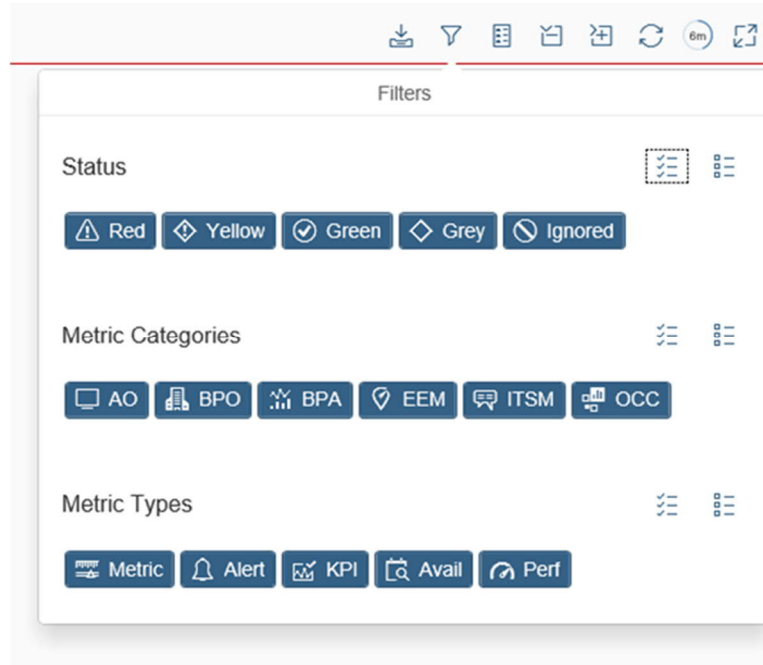 6m
Filters
Status
Red Yellow Green Grey Ignored
Metric Categories
AO BPO BPA EEM ITSM OCC
Metric Types
Metric Alert KPI Avail Perf